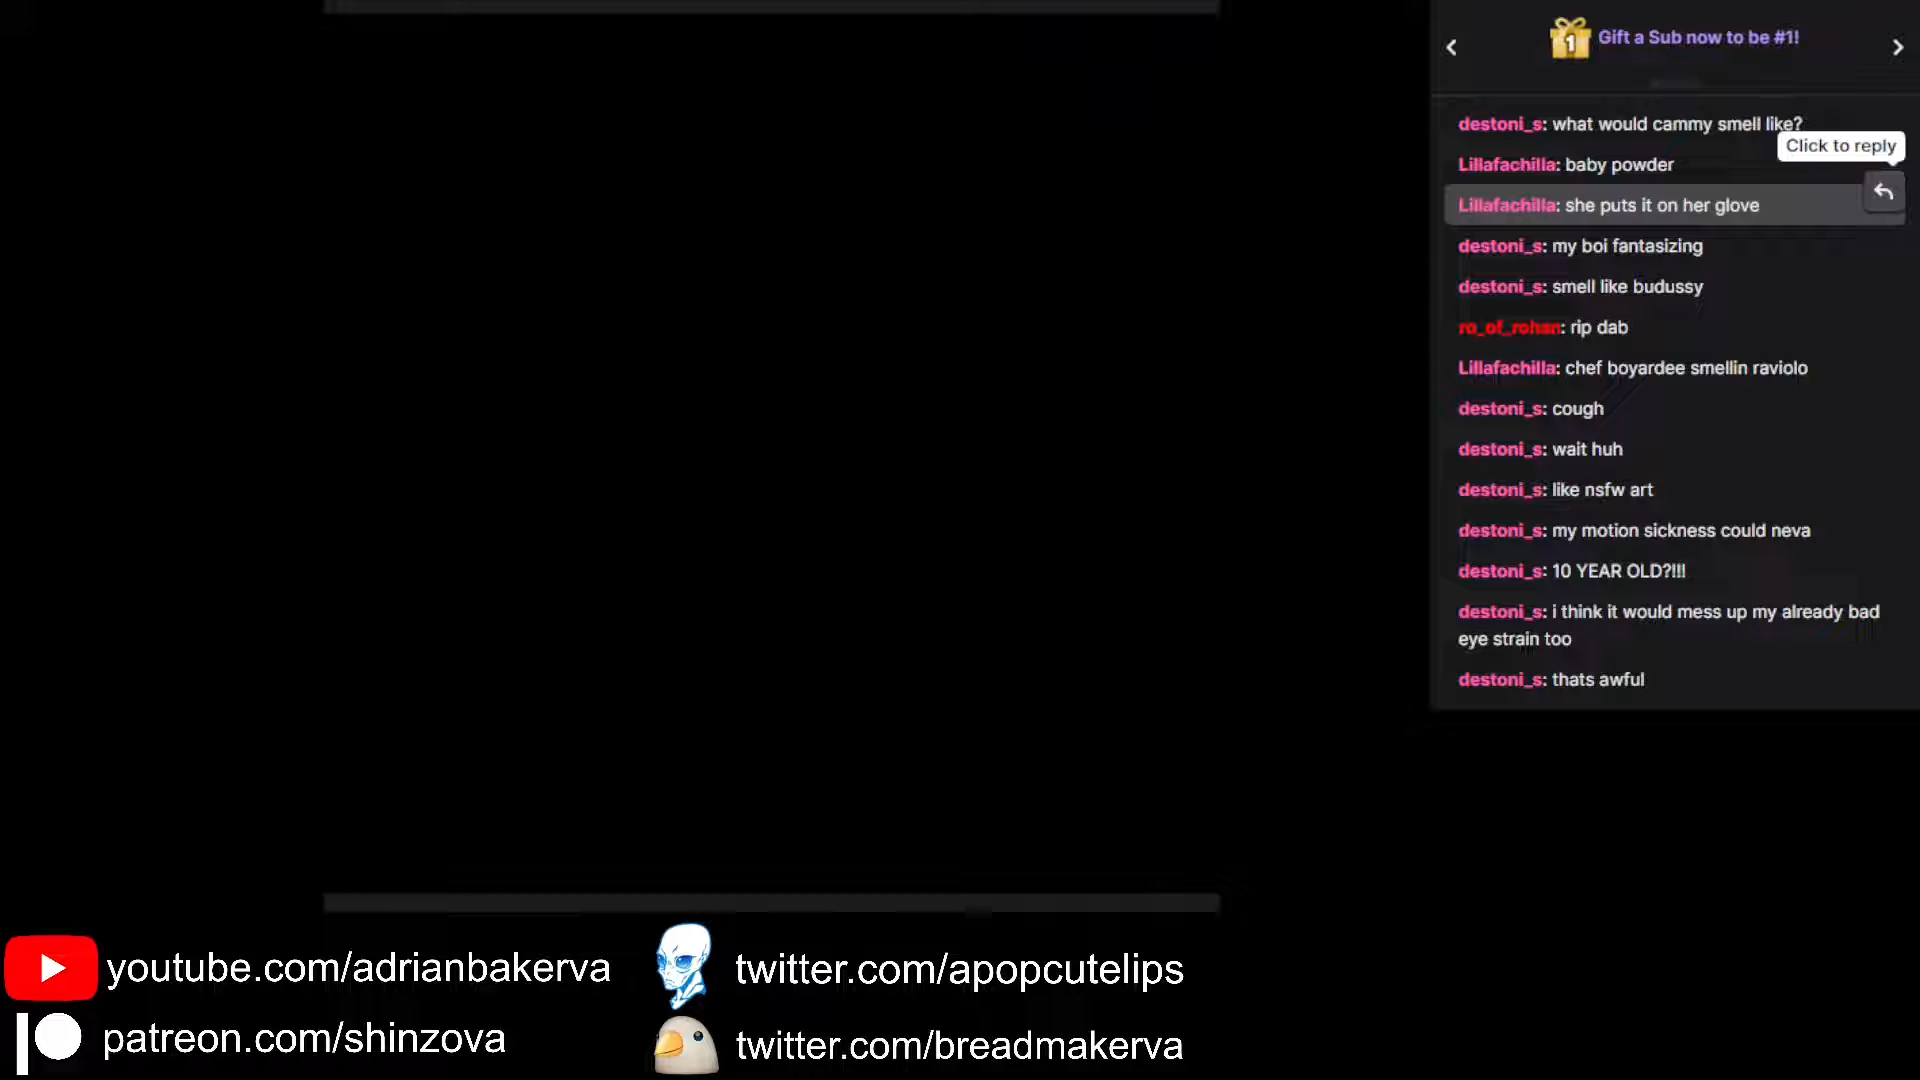 1
Gift a Sub now to be #1!
destoni_s: what would cammy smell like?
Click to reply
Lillafachilla: baby powder
Lillafachilla: she puts it on her glove
destoni_s: my boi fantasizing
destoni_s: smell like budussy
ro_of_rohan: rip dab
Lillafachilla: chef boyardee smellin raviolo
destoni_s: cough
destoni_s: wait huh
destoni_s: like nsfw art
destoni_s: my motion sickness could neva
destoni_s: 10 YEAR OLD?!!!
destoni_s: i think it would mess up my already bad
eye strain too
destoni_s: thats awful
youtube.com/adrianbakerva
twitter.com/apopcutelips
patreon.com/shinzova
twitter.com/breadmakerva